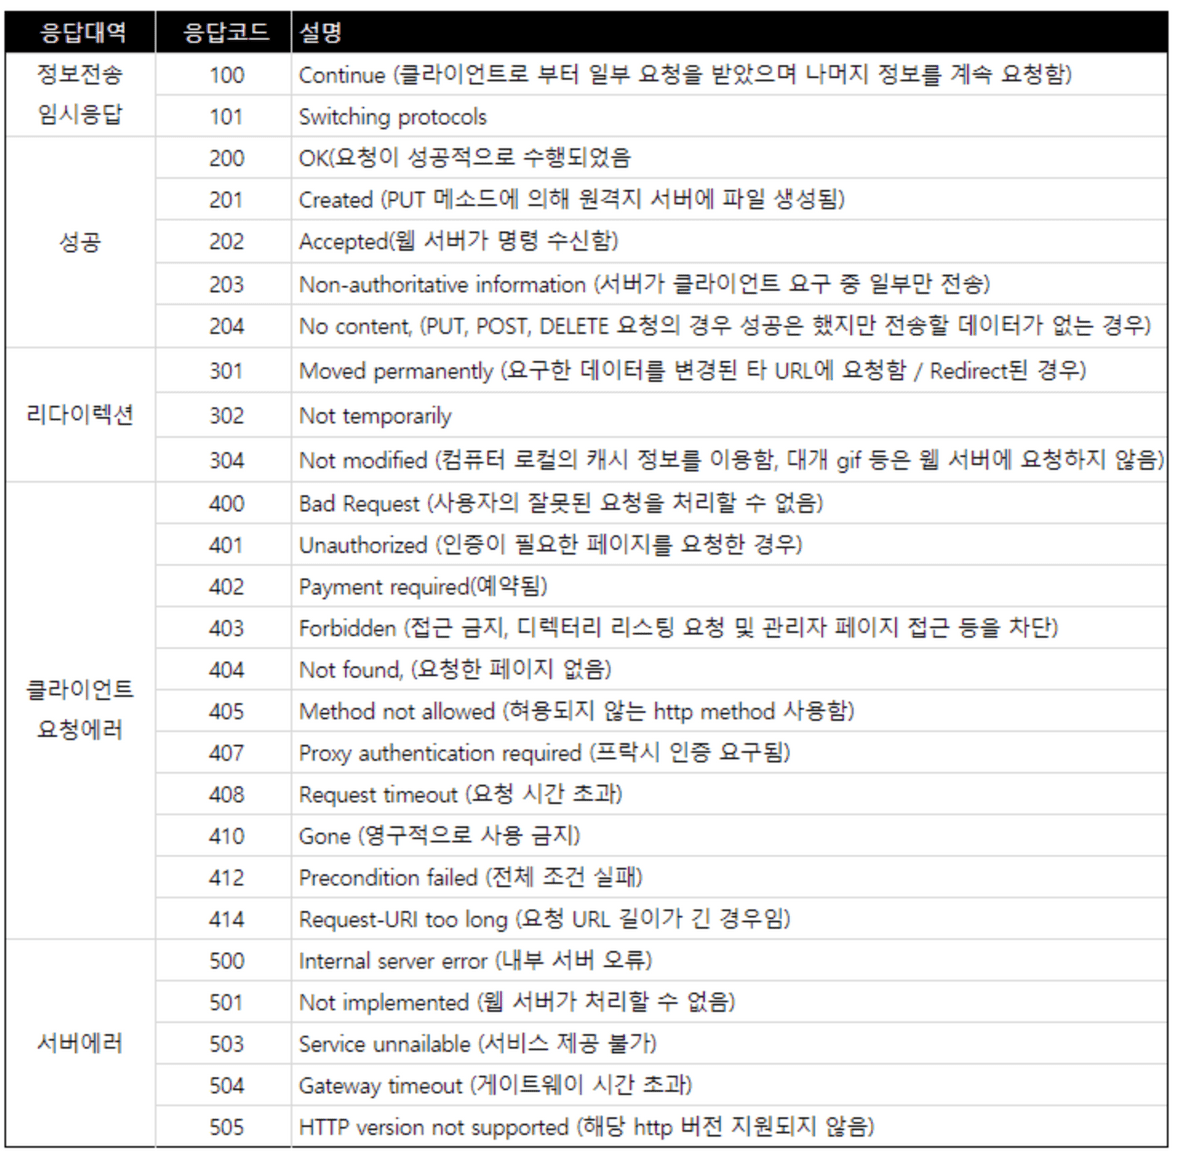 응답대역 응답코드 설명
정보전송 임시응답
100 Continue (클라이언트로 부터 일부 요청을 받았으며 나머지 정보를 계속 요청함)
101 Switching protocols
성공
200 OK(요청이 성공적으로 수행되었음
201 Created (PUT 메소드에 의해 원격지 서버에 파일 생성됨)
202 Accepted(웹 서버가 명령 수신함)
203 Non-authoritative information (서버가 클라이언트 요구 중 일부만 전송)
204 No content, (PUT, POST, DELETE 요청의 경우 성공은 했지만 전송할 데이터가 없는 경우)
리다이렉션
301 Moved permanently (요구한 데이터를 변경된 타 URL에 요청함 / Redirect된 경우)
302 Not temporarily
304 Not modified (컴퓨터 로컬의 캐시 정보를 이용함, 대개 gif 등은 웹 서버에 요청하지 않음)
클라이언트 요청에러
400 Bad Request (사용자의 잘못된 요청을 처리할 수 없음)
401 Unauthorized (인증이 필요한 페이지를 요청한 경우)
402 Payment required(예약됨)
403 Forbidden (접근 금지, 디렉터리 리스팅 요청 및 관리자 페이지 접근 등을 차단)
404 Not found, (요청한 페이지 없음)
405 Method not allowed (허용되지 않는 http method 사용함)
407 Proxy authentication required (프락시 인증 요구됨)
408 Request timeout (요청 시간 초과)
410 Gone (영구적으로 사용 금지)
412 Precondition failed (전체 조건 실패)
414 Request-URI too long (요청 URL 길이가 긴 경우임)
서버에러
500 Internal server error (내부 서버 오류)
501 Not implemented (웹 서버가 처리할 수 없음)
503 Service unnailable (서비스 제공 불가)
504 Gateway timeout (게이트웨이 시간 초과)
505 HTTP version not supported (해당 http 버전 지원되지 않음)